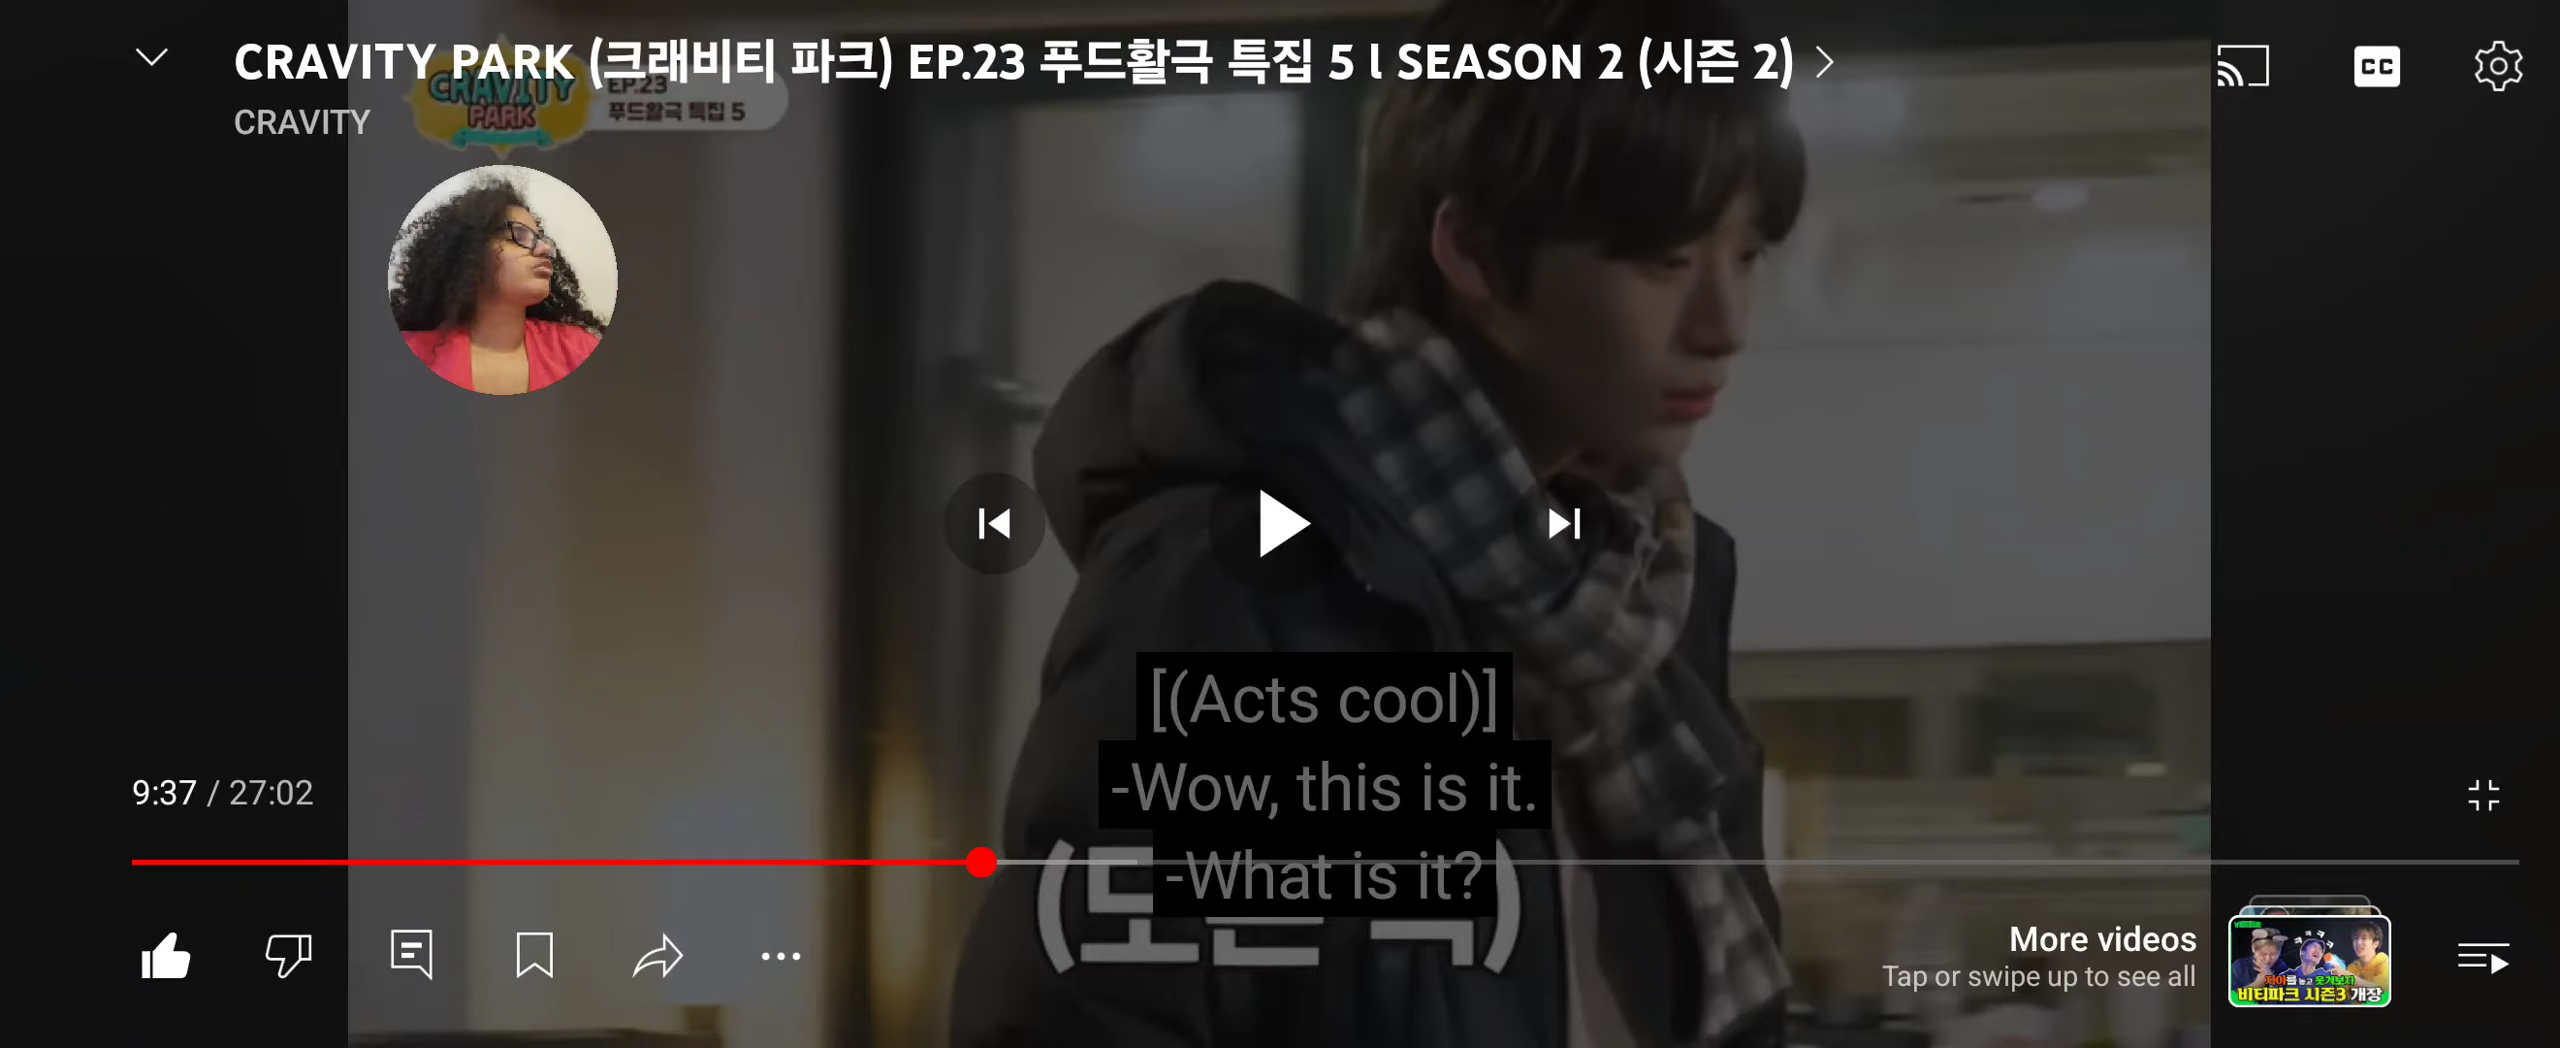 CRAVITY PARK (크래비티 파크) EP.23 푸드활극 특집 5 l SEASON 2 (시즌 2)
CRAVITY
CRAVITY
PARK
EP.23
푸드활극 특집 5
CC
[(Acts cool)]
-Wow, this is it.
-What is it?
9:37 / 27:02
More videos
Tap or swipe up to see all
비티파크 시즌3 개장